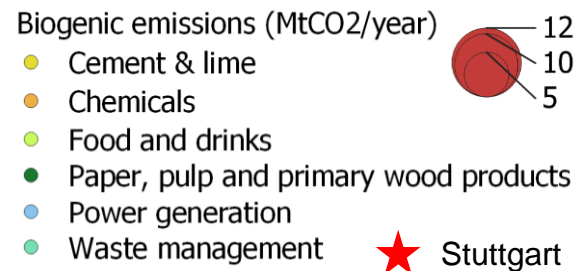 Biogenic emissions (MtCO2/year)
12
10
5
Cement & lime
Chemicals
Food and drinks
Paper, pulp and primary wood products
Power generation
Waste management
Stuttgart